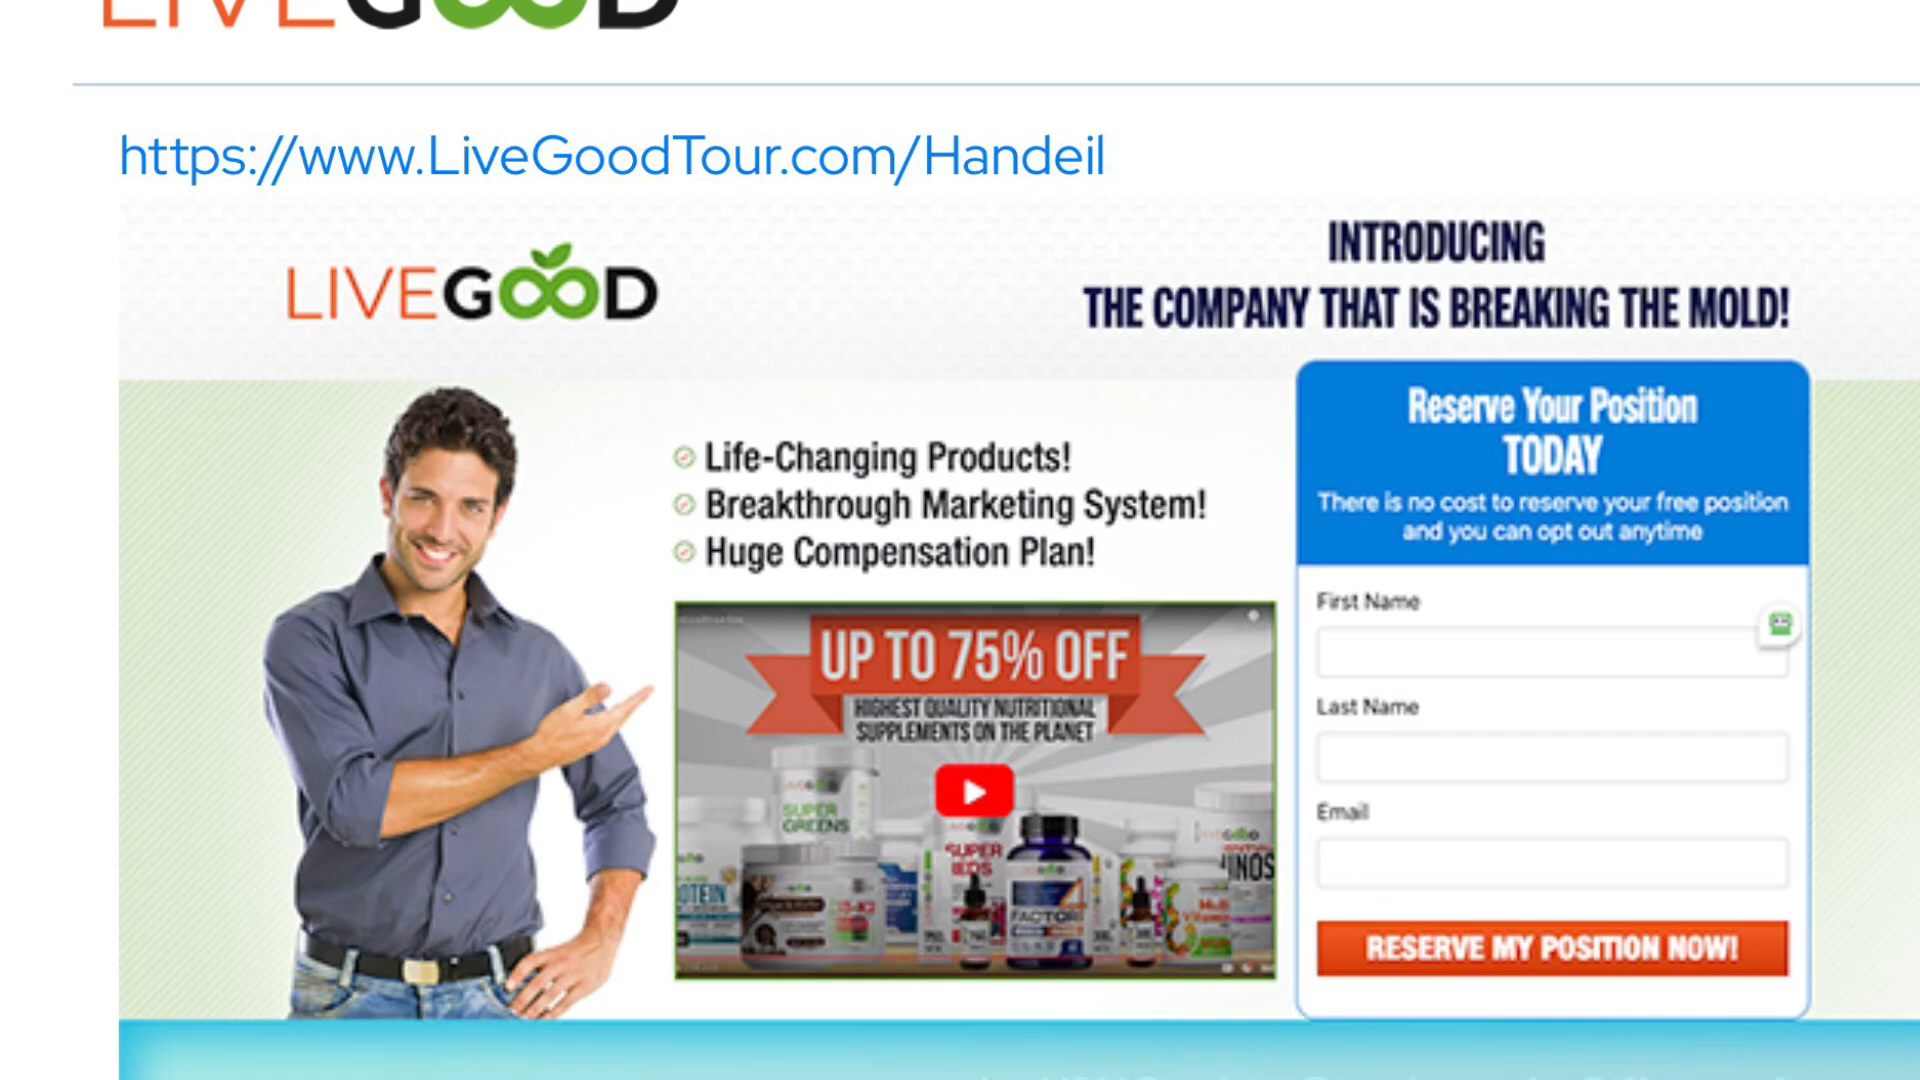 LIVEGOOD
https://www.LiveGoodTour.com/Handeil
LIVEGOOD
INTRODUCING
THE COMPANY THAT IS BREAKING THE MOLD!
Life-Changing Products!
Breakthrough Marketing System!
Huge Compensation Plan!
UP TO 75% OFF
HIGHEST QUALITY NUTRITIONAL
SUPPLEMENTS ON THE PLANET
SUPER
GREENS
SUPER
REDS
FACTOR
Multi
Reserve Your Position
TODAY
There is no cost to reserve your free position
and you can opt out anytime
First Name
Last Name
Email
RESERVE MY POSITION NOW!